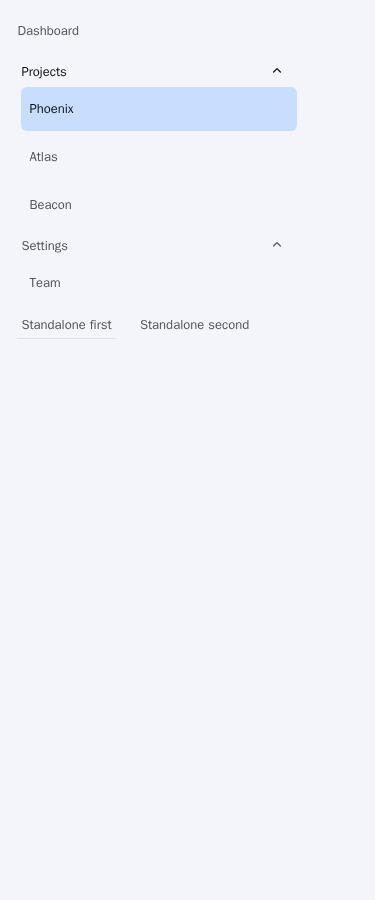 Dashboard
Projects
Phoenix
Atlas
Beacon
Settings
Team
Standalone first Standalone second